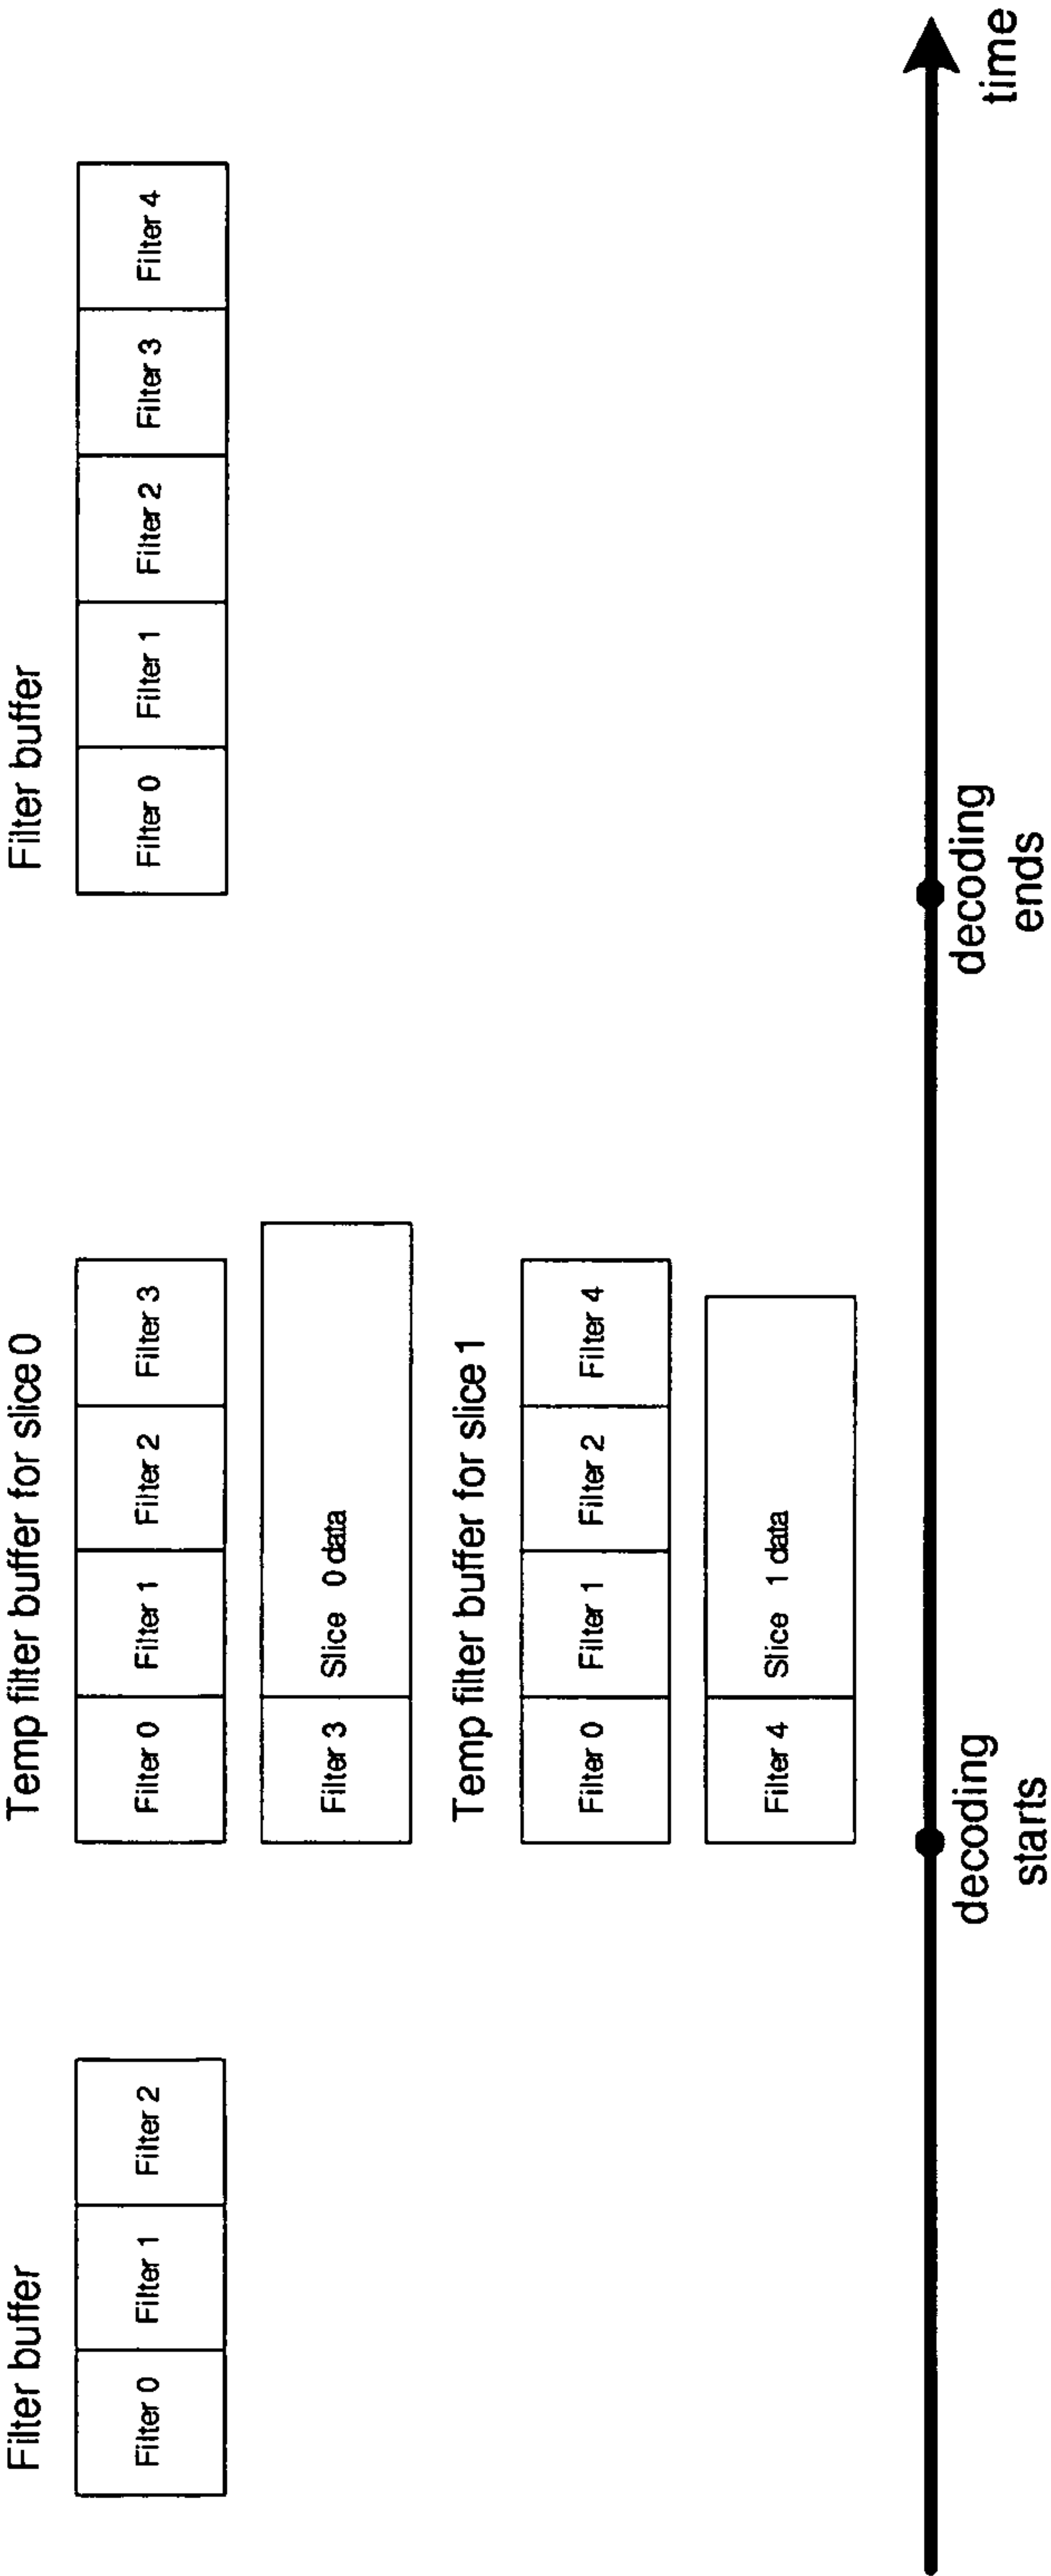 Filter buffer
Filter 0 Filter 1 Filter 2
Temp filter buffer for slice 0
Filter 0 Filter 1 Filter 2 Filter 3
Filter 3 Slice 0 data
Temp filter buffer for slice 1
Filter 0 Filter 1 Filter 2 Filter 4
Filter 4 Slice 1 data
Filter buffer
Filter 0 Filter 1 Filter 2 Filter 3 Filter 4
decoding
starts
decoding
ends
time